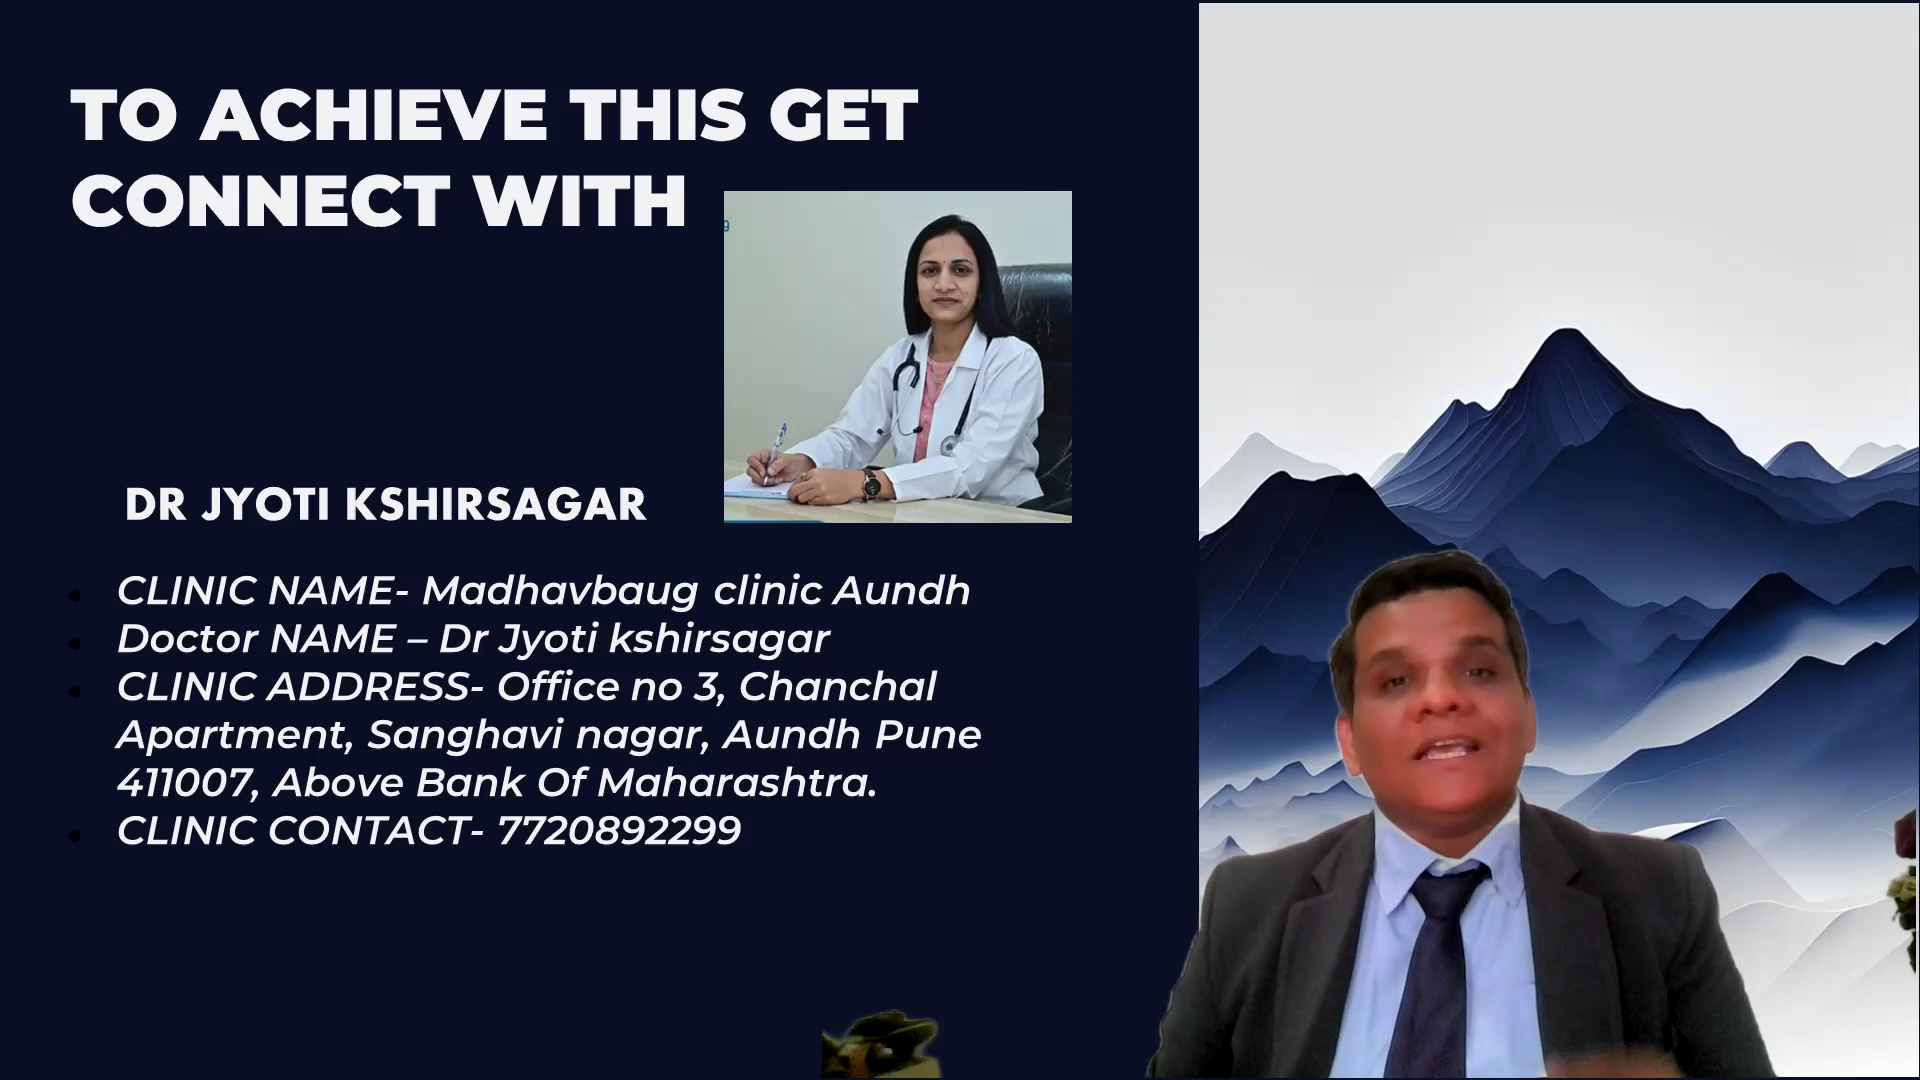 TO ACHIEVE THIS GET
CONNECT WITH
9
DR JYOTI KSHIRSAGAR
CLINIC NAME- Madhavbaug clinic Aundh
Doctor NAME – Dr Jyoti kshirsagar
CLINIC ADDRESS- Office no 3, Chanchal
Apartment, Sanghavi nagar, Aundh Pune
411007, Above Bank Of Maharashtra.
CLINIC CONTACT- 7720892299